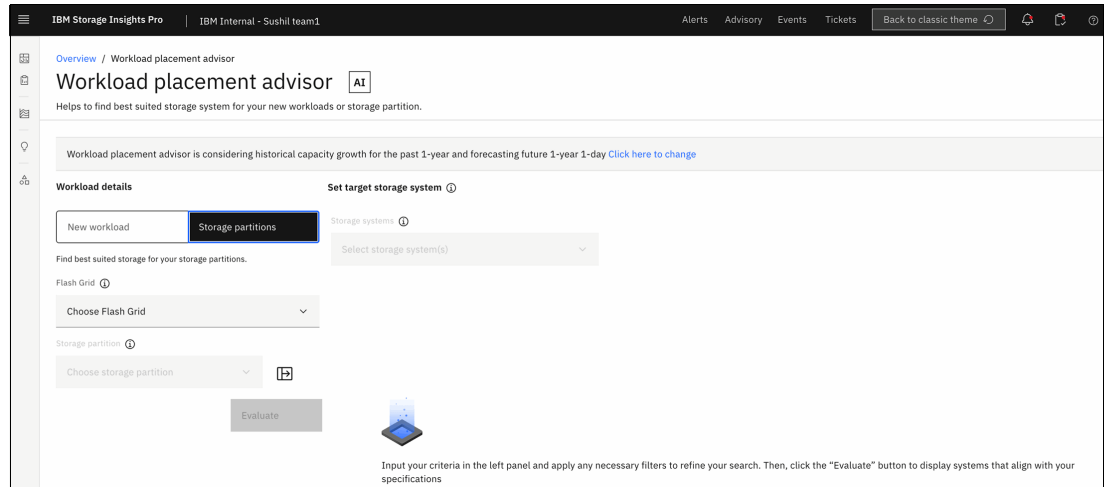 IBM Storage Insights Pro | IBM Internal - Sushil team1 Alerts Advisory Events Tickets Back to classic theme
Overview / Workload placement advisor
Workload placement advisor AI
Helps to find best suited storage system for your new workloads or storage partition.
Workload placement advisor is considering historical capacity growth for the past 1-year and forecasting future 1-year 1-day Click here to change
Workload details
Set target storage system
New workload Storage partitions
Storage systems
Select storage system(s)
Find best suited storage for your storage partitions.
Flash Grid
Choose Flash Grid
Storage partition
Choose storage partition
Evaluate
Input your criteria in the left panel and apply any necessary filters to refine your search. Then, click the “Evaluate” button to display systems that align with your
specifications